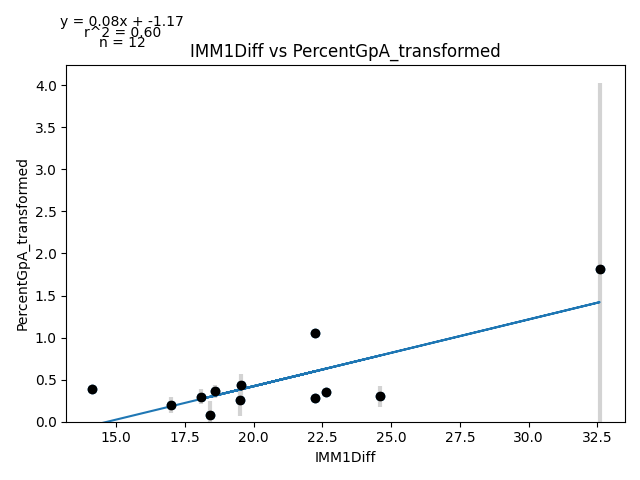 y = 0.08x + -1.17
r^2 = 0.60
n = 12
IMM1Diff vs PercentGpA_transformed
PercentGpA_transformed
4.0
3.5
3.0
2.5
2.0
1.5
1.0
0.5
0.0
15.0 17.5 20.0 22.5 25.0 27.5 30.0 32.5
IMM1Diff